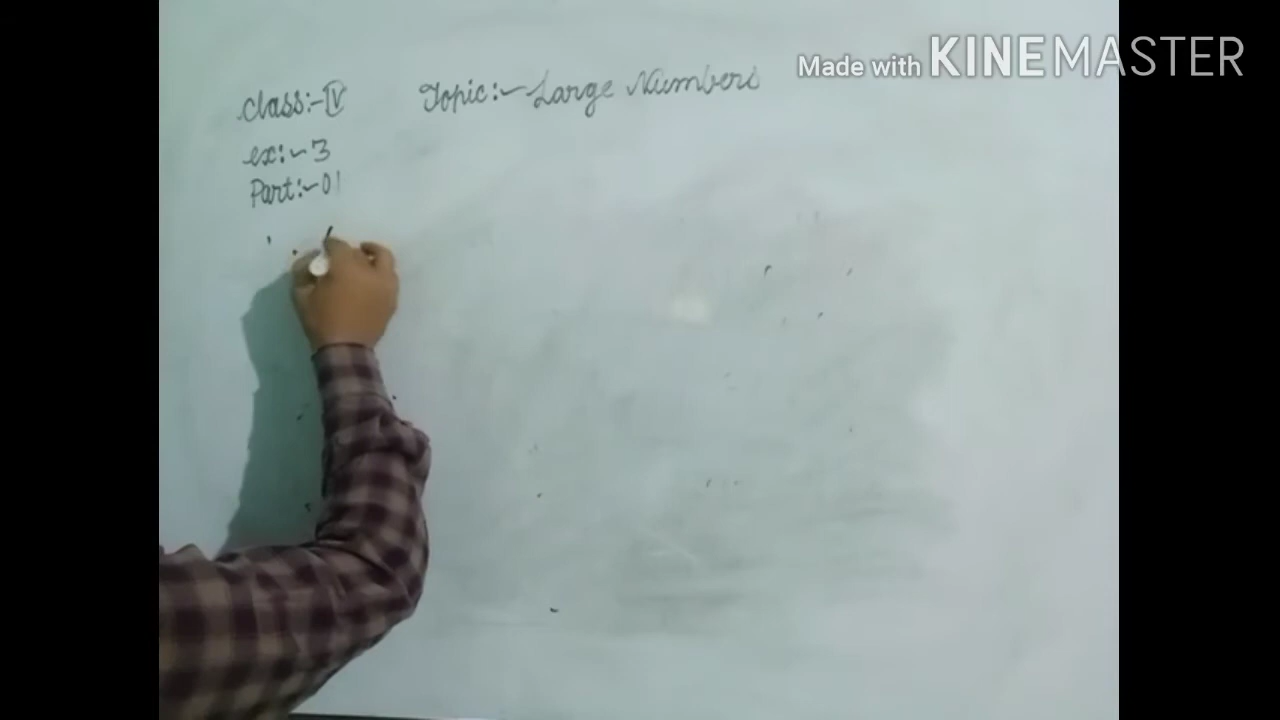 Made with KINEMASTER
Class:-IV Topic:- Large Numbers
ex:- 3
Part:- 01